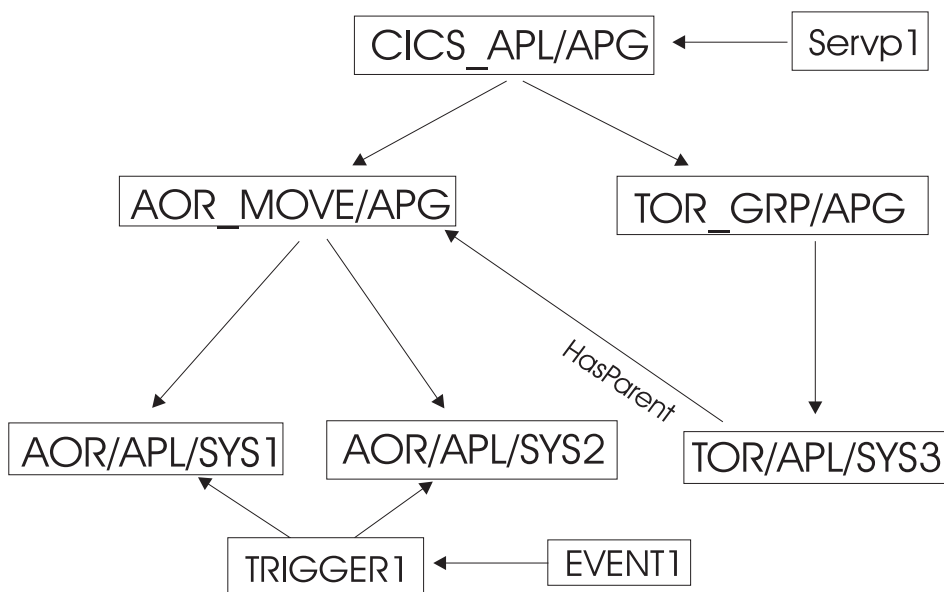 CICS_APL/APG
Servp1
AOR_MOVE/APG
TOR_GRP/APG
HasParent
AOR/APL/SYS1
AOR/APL/SYS2
TOR/APL/SYS3
TRIGGER1
EVENT1